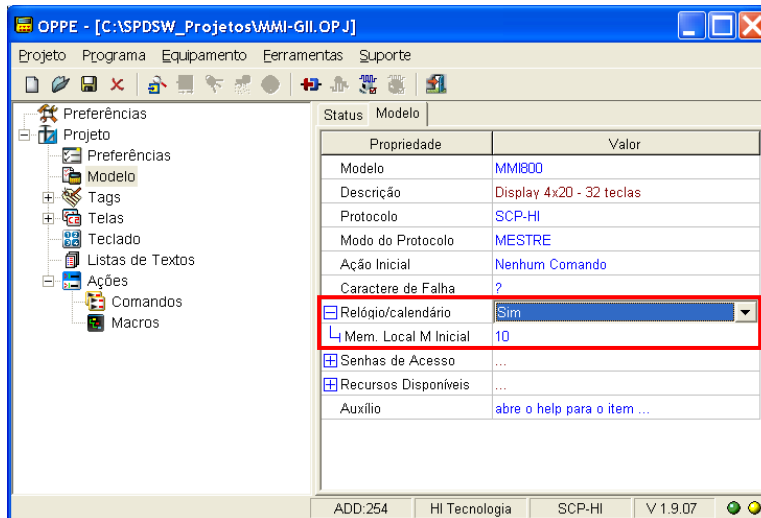 OPPE - [C:\SPDSW_Projetos\MMI-GII.OPJ]
Projeto Programa Equipamento Ferramentas Suporte
Preferências
Projeto
Preferências
Modelo
Tags
Telas
Teclado
Listas de Textos
Ações
Comandos
Macros
Status Modelo
Propriedade Valor
Modelo MMI800
Descrição Display 4x20 - 32 teclas
Protocolo SCP-HI
Modo do Protocolo MESTRE
Ação Inicial Nenhum Comando
Caractere de Falha ?
Relógio/calendário Sim
Mem. Local M Inicial 10
Senhas de Acesso ...
Recursos Disponíveis ...
Auxílio abre o help para o item ...
ADD:254 HI Tecnologia SCP-HI V 1.9.07